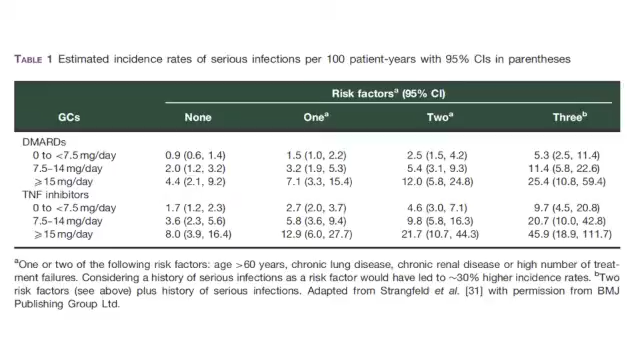 TABLE 1 Estimated incidence rates of serious infections per 100 patient-years with 95% CIs in parentheses
Risk factorsᵃ (95% CI)
GCs None Oneᵃ Twoᵃ Threeᵇ
DMARDs
0 to <7.5 mg/day 0.9 (0.6, 1.4) 1.5 (1.0, 2.2) 2.5 (1.5, 4.2) 5.3 (2.5, 11.4)
7.5–14 mg/day 2.0 (1.2, 3.2) 3.2 (1.9, 5.3) 5.4 (3.1, 9.3) 11.4 (5.8, 22.6)
⩾15 mg/day 4.4 (2.1, 9.2) 7.1 (3.3, 15.4) 12.0 (5.8, 24.8) 25.4 (10.8, 59.4)
TNF inhibitors
0 to <7.5 mg/day 1.7 (1.2, 2.3) 2.7 (2.0, 3.7) 4.6 (3.0, 7.1) 9.7 (4.5, 20.8)
7.5–14 mg/day 3.6 (2.3, 5.6) 5.8 (3.6, 9.4) 9.8 (5.8, 16.3) 20.7 (10.0, 42.8)
⩾15 mg/day 8.0 (3.9, 16.4) 12.9 (6.0, 27.7) 21.7 (10.7, 44.3) 45.9 (18.9, 111.7)
ᵃOne or two of the following risk factors: age >60 years, chronic lung disease, chronic renal disease or high number of treat-
ment failures. Considering a history of serious infections as a risk factor would have led to ~30% higher incidence rates. ᵇTwo
risk factors (see above) plus history of serious infections. Adapted from Strangfeld et al. [31] with permission from BMJ
Publishing Group Ltd.